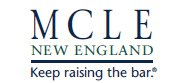 MCLE
NEW ENGLAND
Keep raising the bar.®